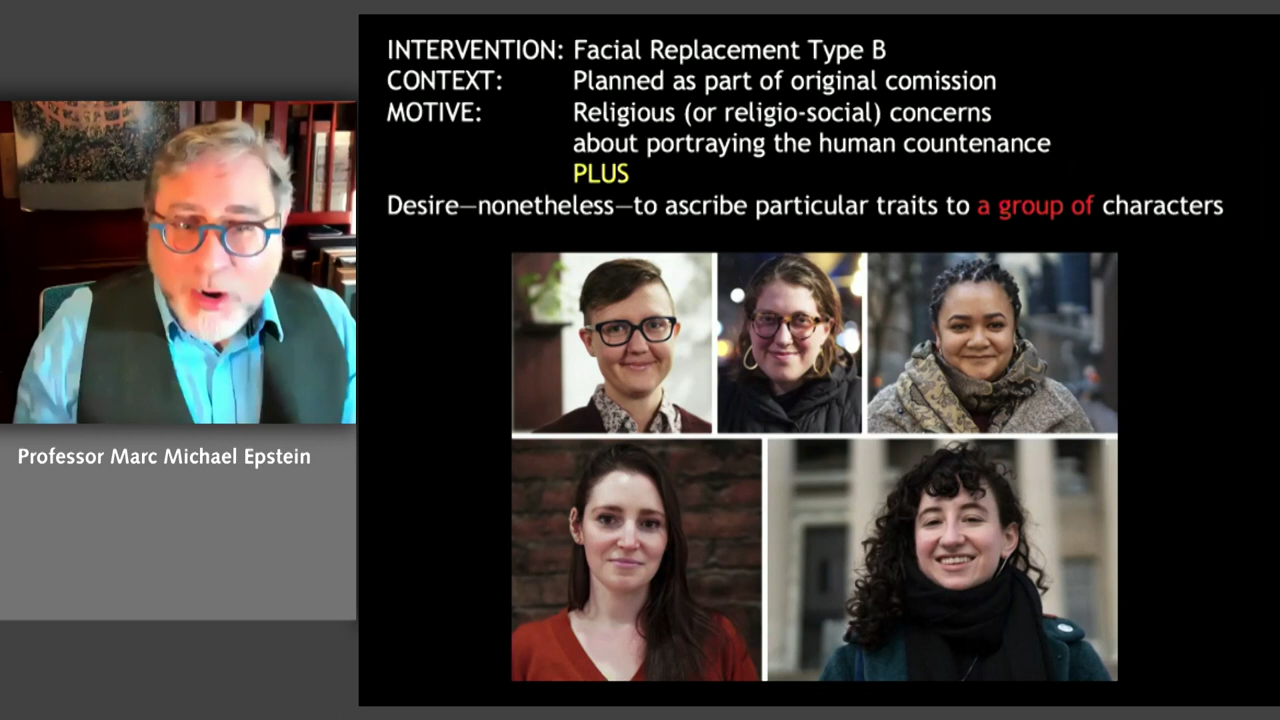 INTERVENTION: Facial Replacement Type B
CONTEXT: Planned as part of original comission
MOTIVE: Religious (or religio-social) concerns
about portraying the human countenance
PLUS
Desire—nonetheless—to ascribe particular traits to a group of characters
Professor Marc Michael Epstein